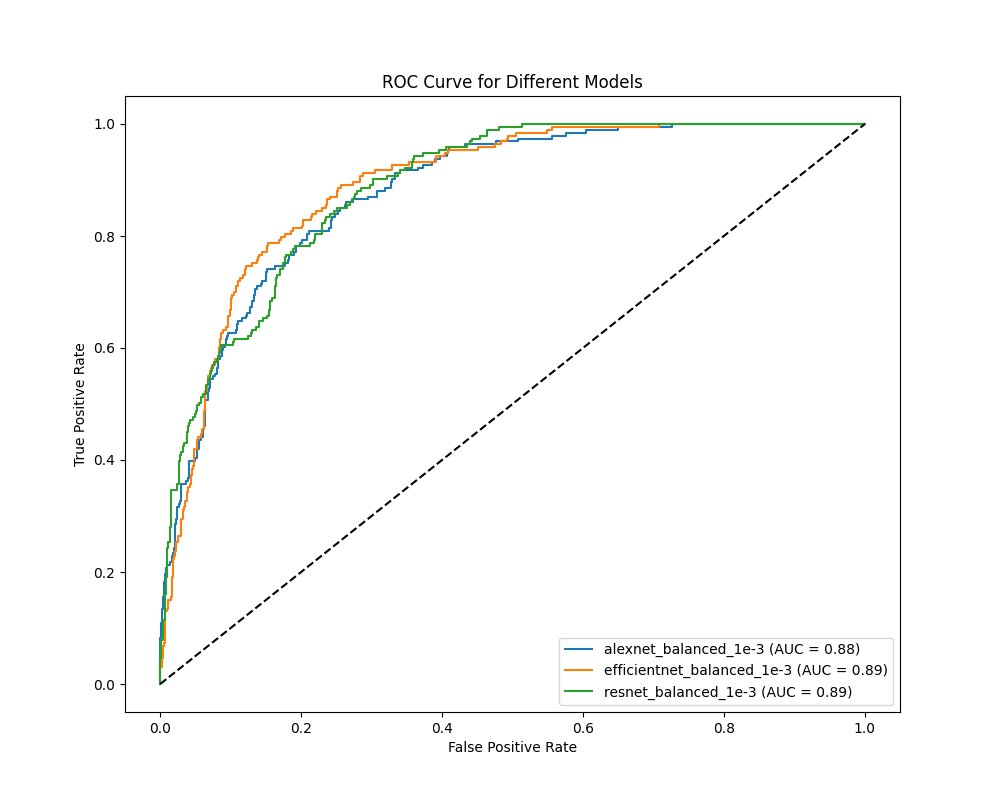 ROC Curve for Different Models
True Positive Rate
1.0
0.8
0.6
0.4
0.2
0.0
alexnet_balanced_1e-3 (AUC = 0.88)
efficientnet_balanced_1e-3 (AUC = 0.89)
resnet_balanced_1e-3 (AUC = 0.89)
0.0 0.2 0.4 0.6 0.8 1.0
False Positive Rate